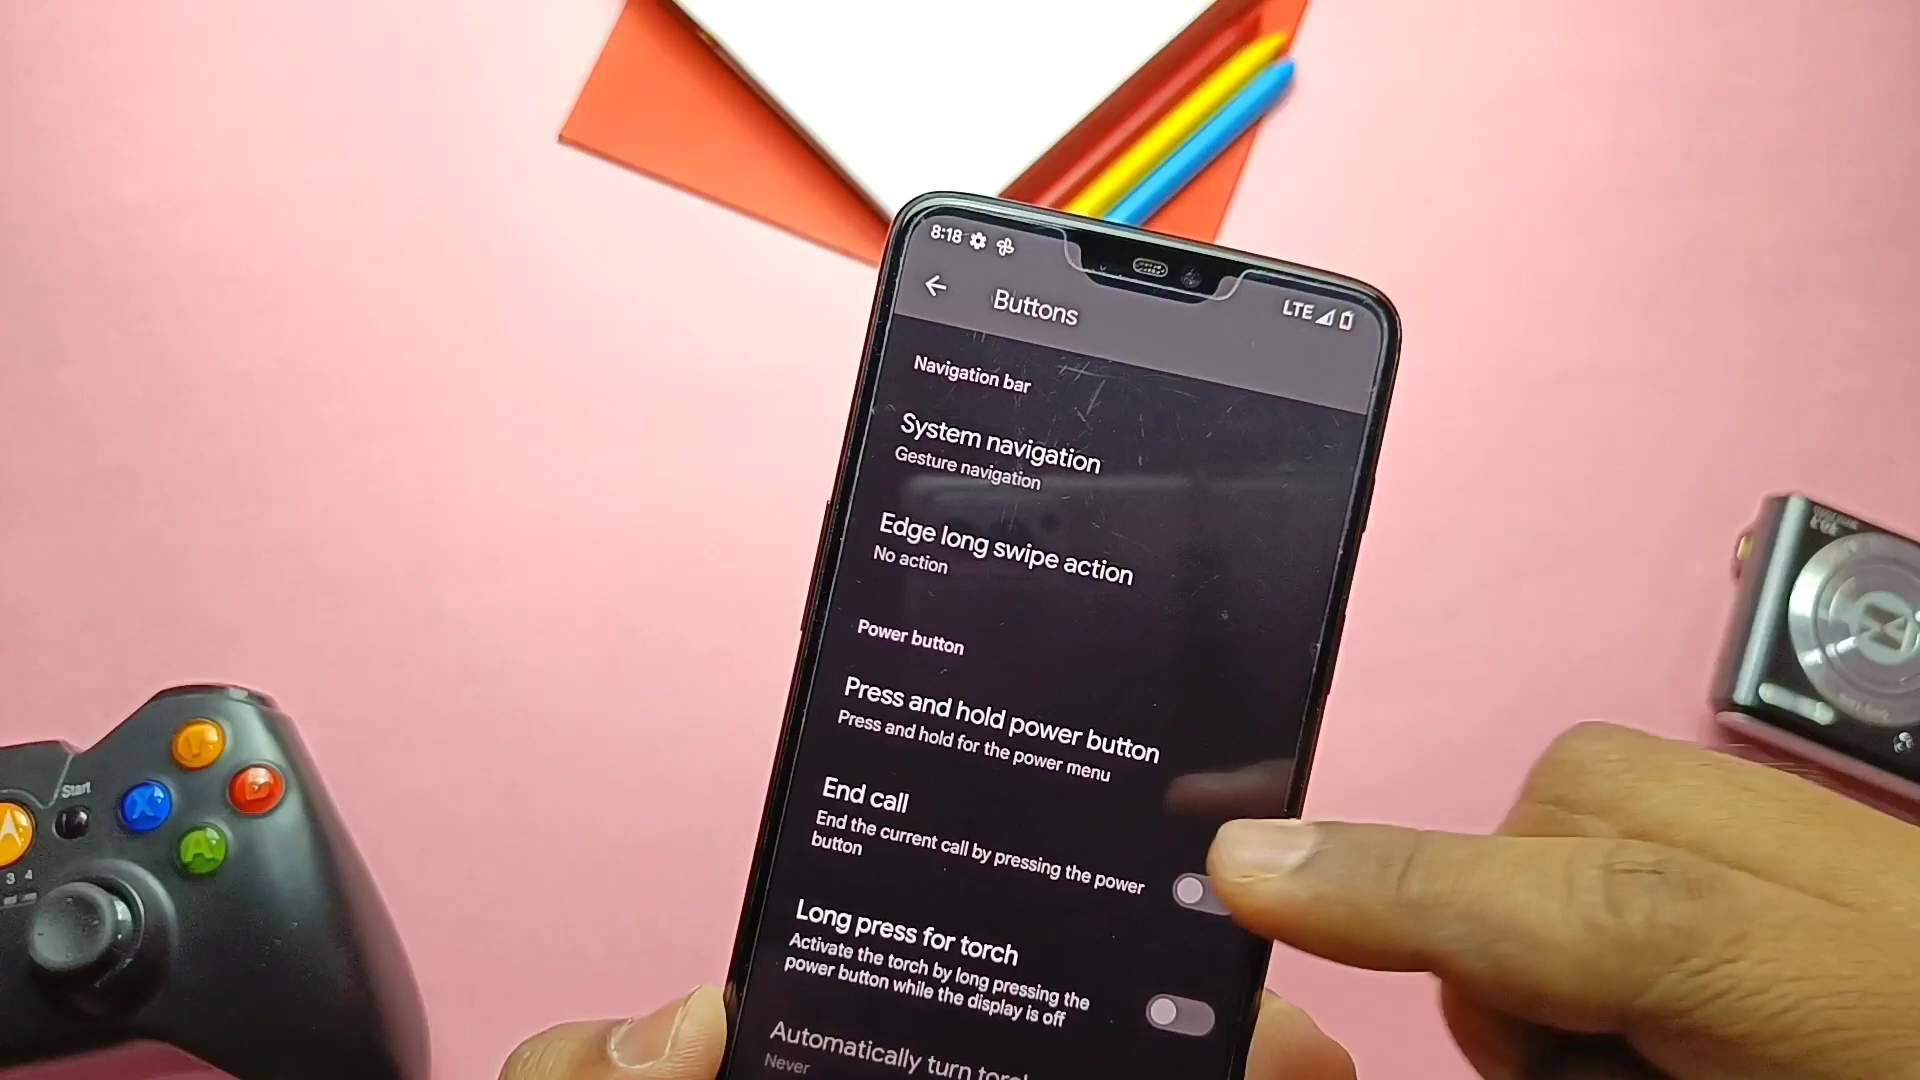 8:18
LTE
Buttons
Navigation bar
System navigation
Gesture navigation
Edge long swipe action
No action
Power button
Press and hold power button
Press and hold for the power menu
End call
End the current call by pressing the power
button
Long press for torch
Activate the torch by long pressing the
power button while the display is off
Automatically turn
Never
Start
X
A
3 4